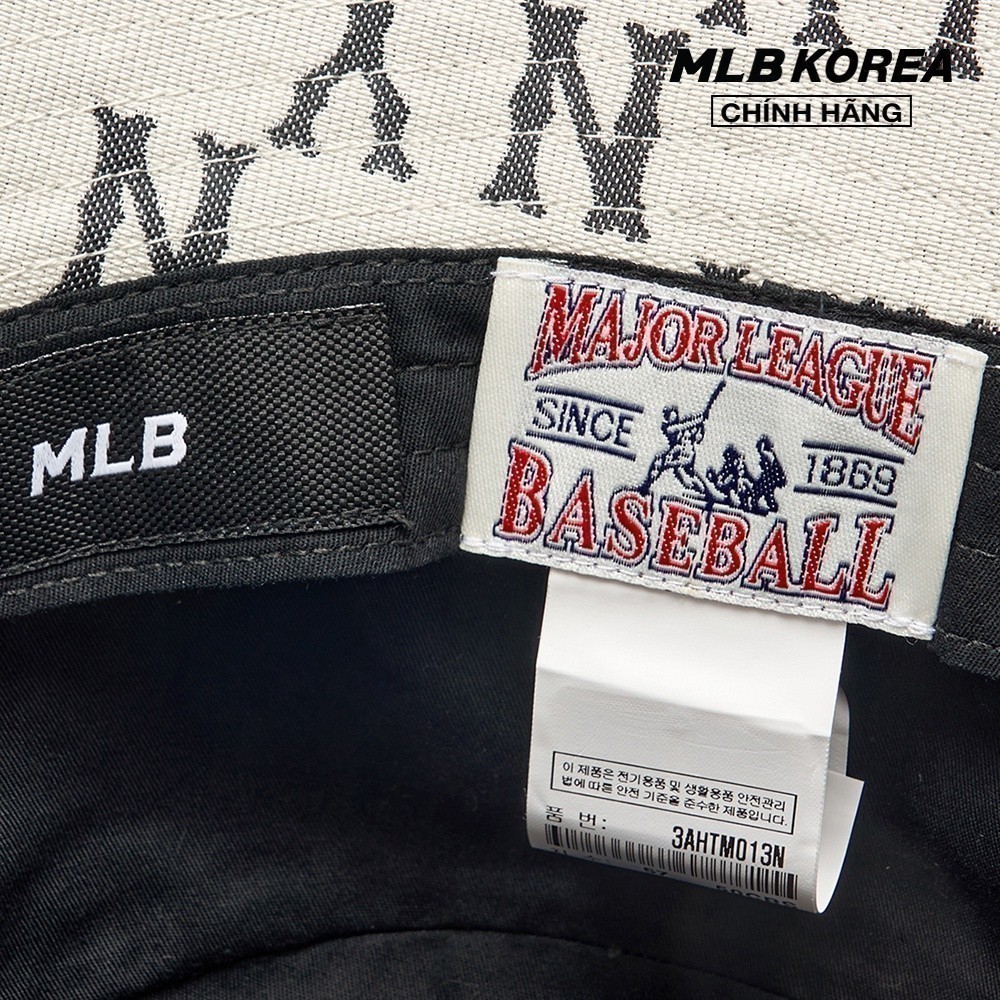 MLB KOREA
CHÍNH HÃNG
MLB
MAJOR LEAGUE
SINCE
1869
BASEBALL
이 제품은 전기용품 및 생활용품 안전관리
법에 따른 안전 기준을 준수한 제품입니다.
품 번:
3AHTM013N